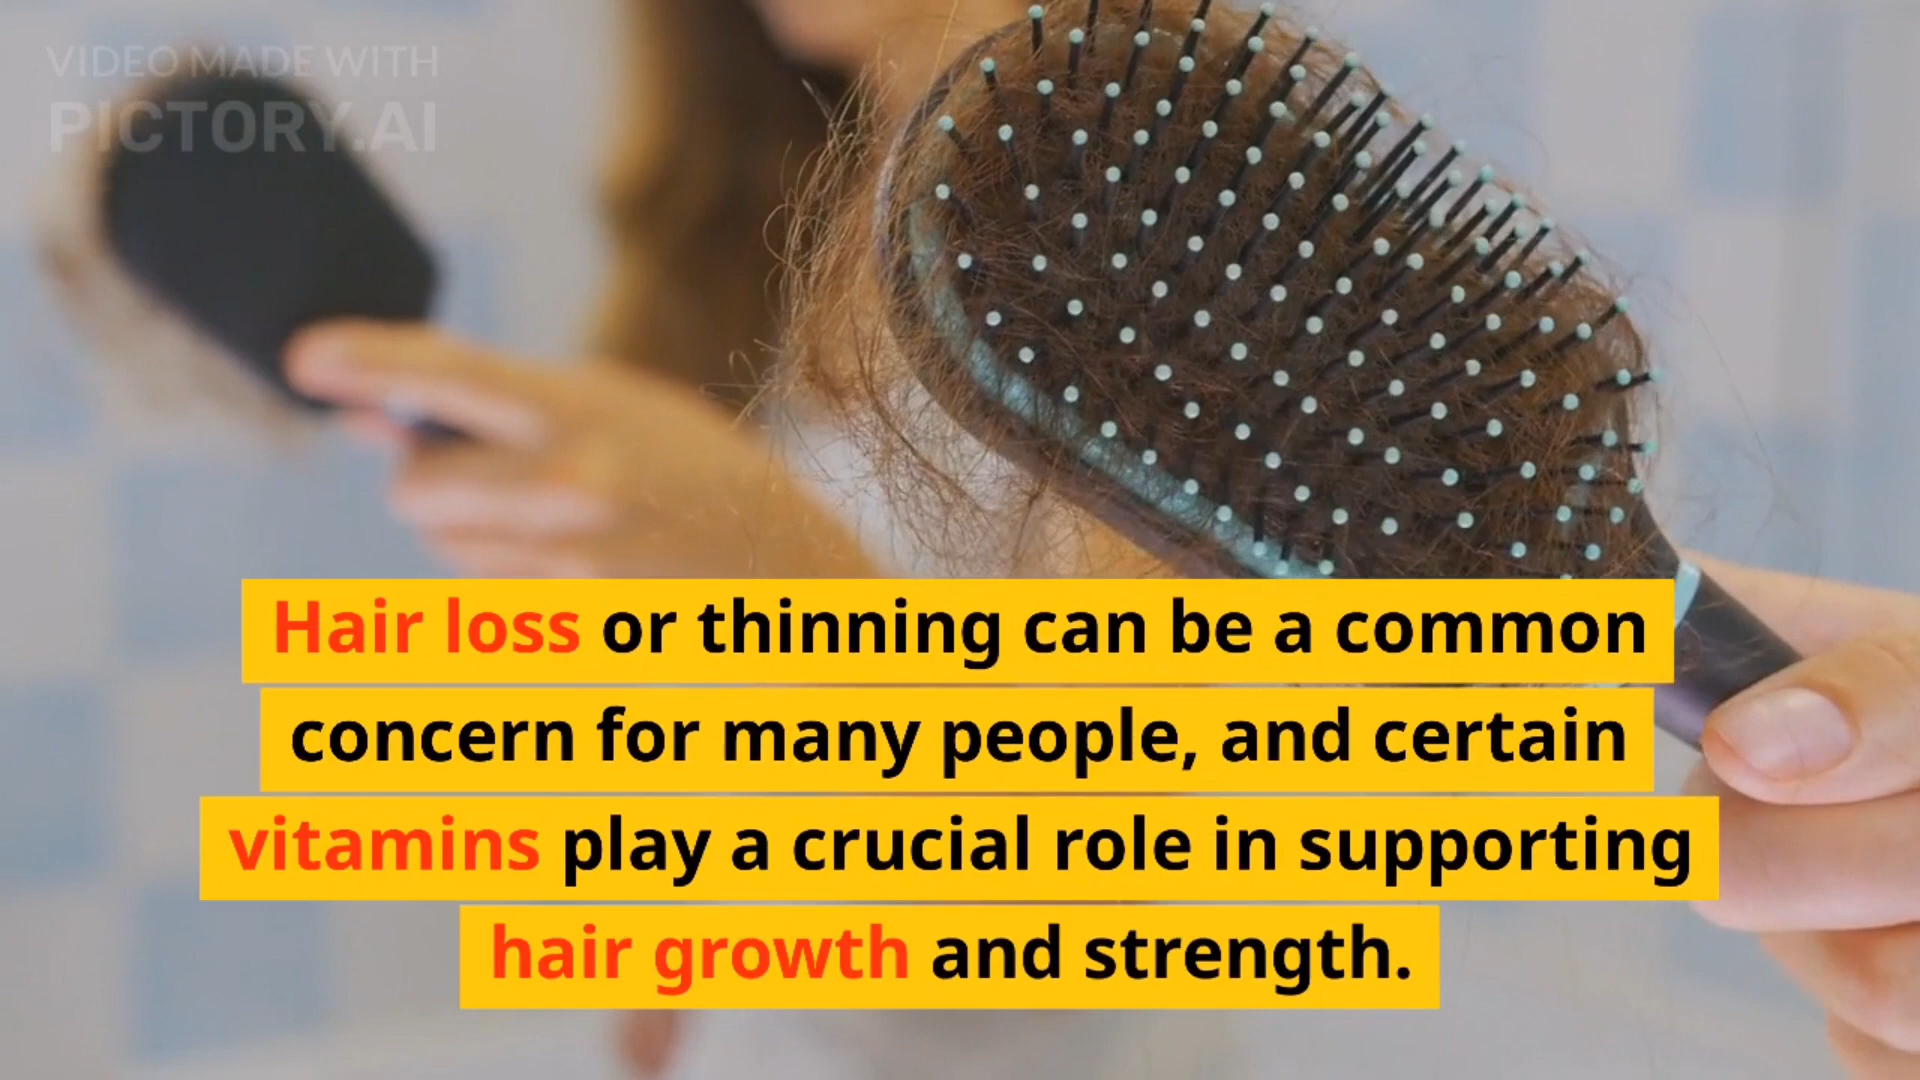 VIDEO MADE WITH
PICTORY.AI
Hair loss or thinning can be a common
concern for many people, and certain
vitamins play a crucial role in supporting
hair growth and strength.